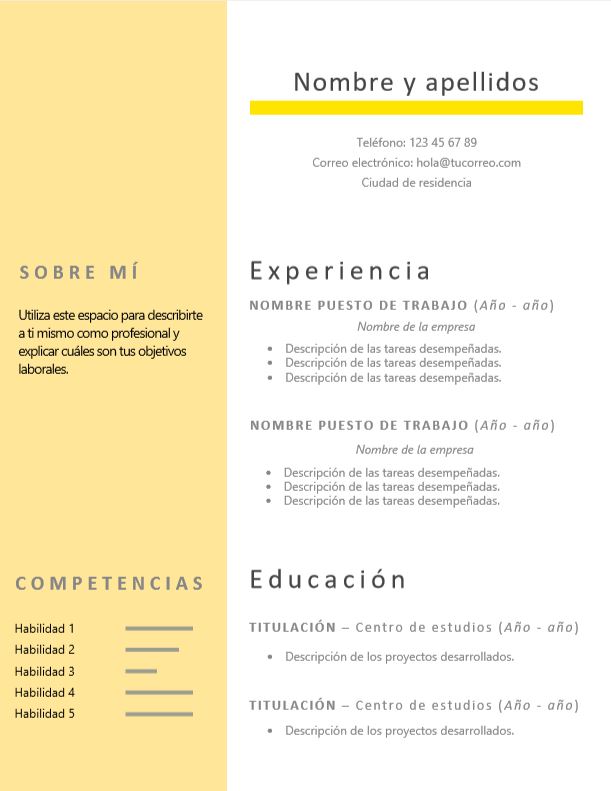 Nombre y apellidos
Teléfono: 123 45 67 89
Correo electrónico: hola@tucorreo.com
Ciudad de residencia
SOBRE MÍ
Utiliza este espacio para describirte
a ti mismo como profesional y
explicar cuáles son tus objetivos
laborales.
Experiencia
NOMBRE PUESTO DE TRABAJO (Año - año)
Nombre de la empresa
• Descripción de las tareas desempeñadas.
• Descripción de las tareas desempeñadas.
• Descripción de las tareas desempeñadas.
NOMBRE PUESTO DE TRABAJO (Año - año)
Nombre de la empresa
• Descripción de las tareas desempeñadas.
• Descripción de las tareas desempeñadas.
• Descripción de las tareas desempeñadas.
COMPETENCIAS
Habilidad 1
Habilidad 2
Habilidad 3
Habilidad 4
Habilidad 5
Educación
TITULACIÓN – Centro de estudios (Año - año)
• Descripción de los proyectos desarrollados.
TITULACIÓN – Centro de estudios (Año - año)
• Descripción de los proyectos desarrollados.